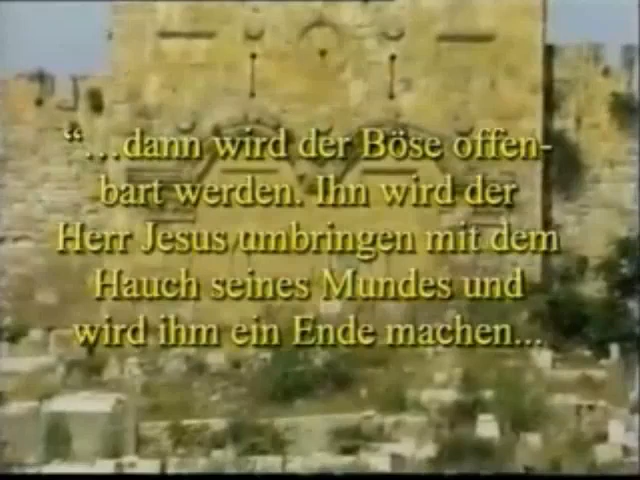 “...dann wird der Böse offen-
bart werden. Ihn wird der
Herr Jesus umbringen mit dem
Hauch seines Mundes und
wird ihm ein Ende machen...